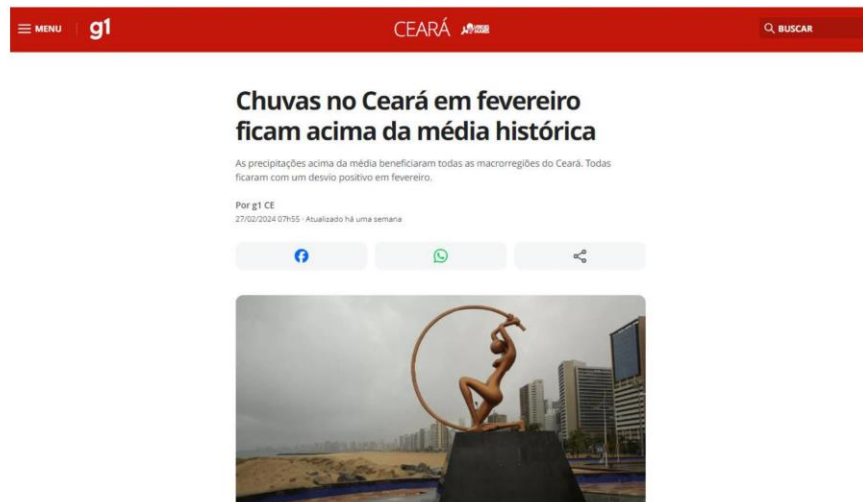 MENU
g1
CEARÁ
BUSCAR
Chuvas no Ceará em fevereiro
ficam acima da média histórica
As precipitações acima da média beneficiaram todas as macrorregiões do Ceará. Todas
ficaram com um desvio positivo em fevereiro.
Por g1 CE
27/02/2024 07h55 · Atualizado há uma semana